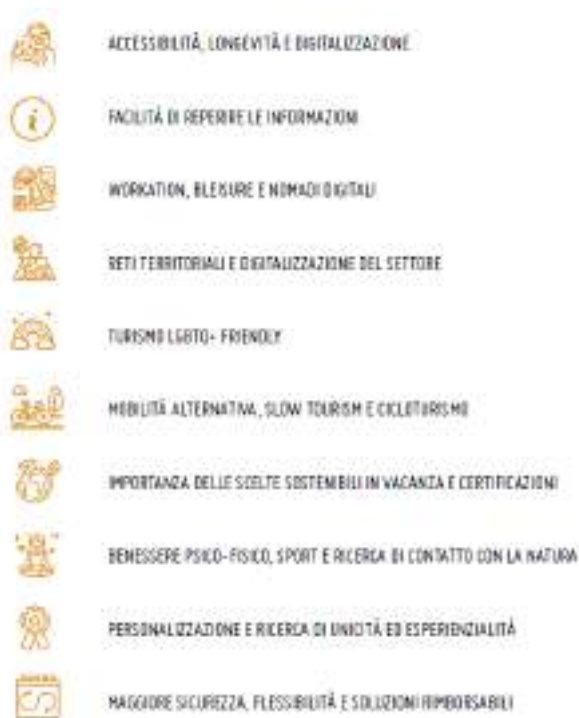 ACCESSIBILITÀ, LONGEVITÀ E DIGITALIZZAZIONE
i
FACILITÀ DI REPERIRE LE INFORMAZIONI
WORKATION, BLEISURE E NOMADI DIGITALI
RETI TERRITORIALI E DIGITALIZZAZIONE DEL SETTORE
TURISMO LGBTQ+ FRIENDLY
MOBILITÀ ALTERNATIVA, SLOW TOURISM E CICLOTURISMO
IMPORTANZA DELLE SCELTE SOSTENIBILI IN VACANZA E CERTIFICAZIONI
BENESSERE PSICO-FISICO, SPORT E RICERCA DI CONTATTO CON LA NATURA
PERSONALIZZAZIONE E RICERCA DI UNICITÀ ED ESPERIENZIALITÀ
MAGGIORE SICUREZZA, FLESSIBILITÀ E SOLUZIONI RIMBORSABILI